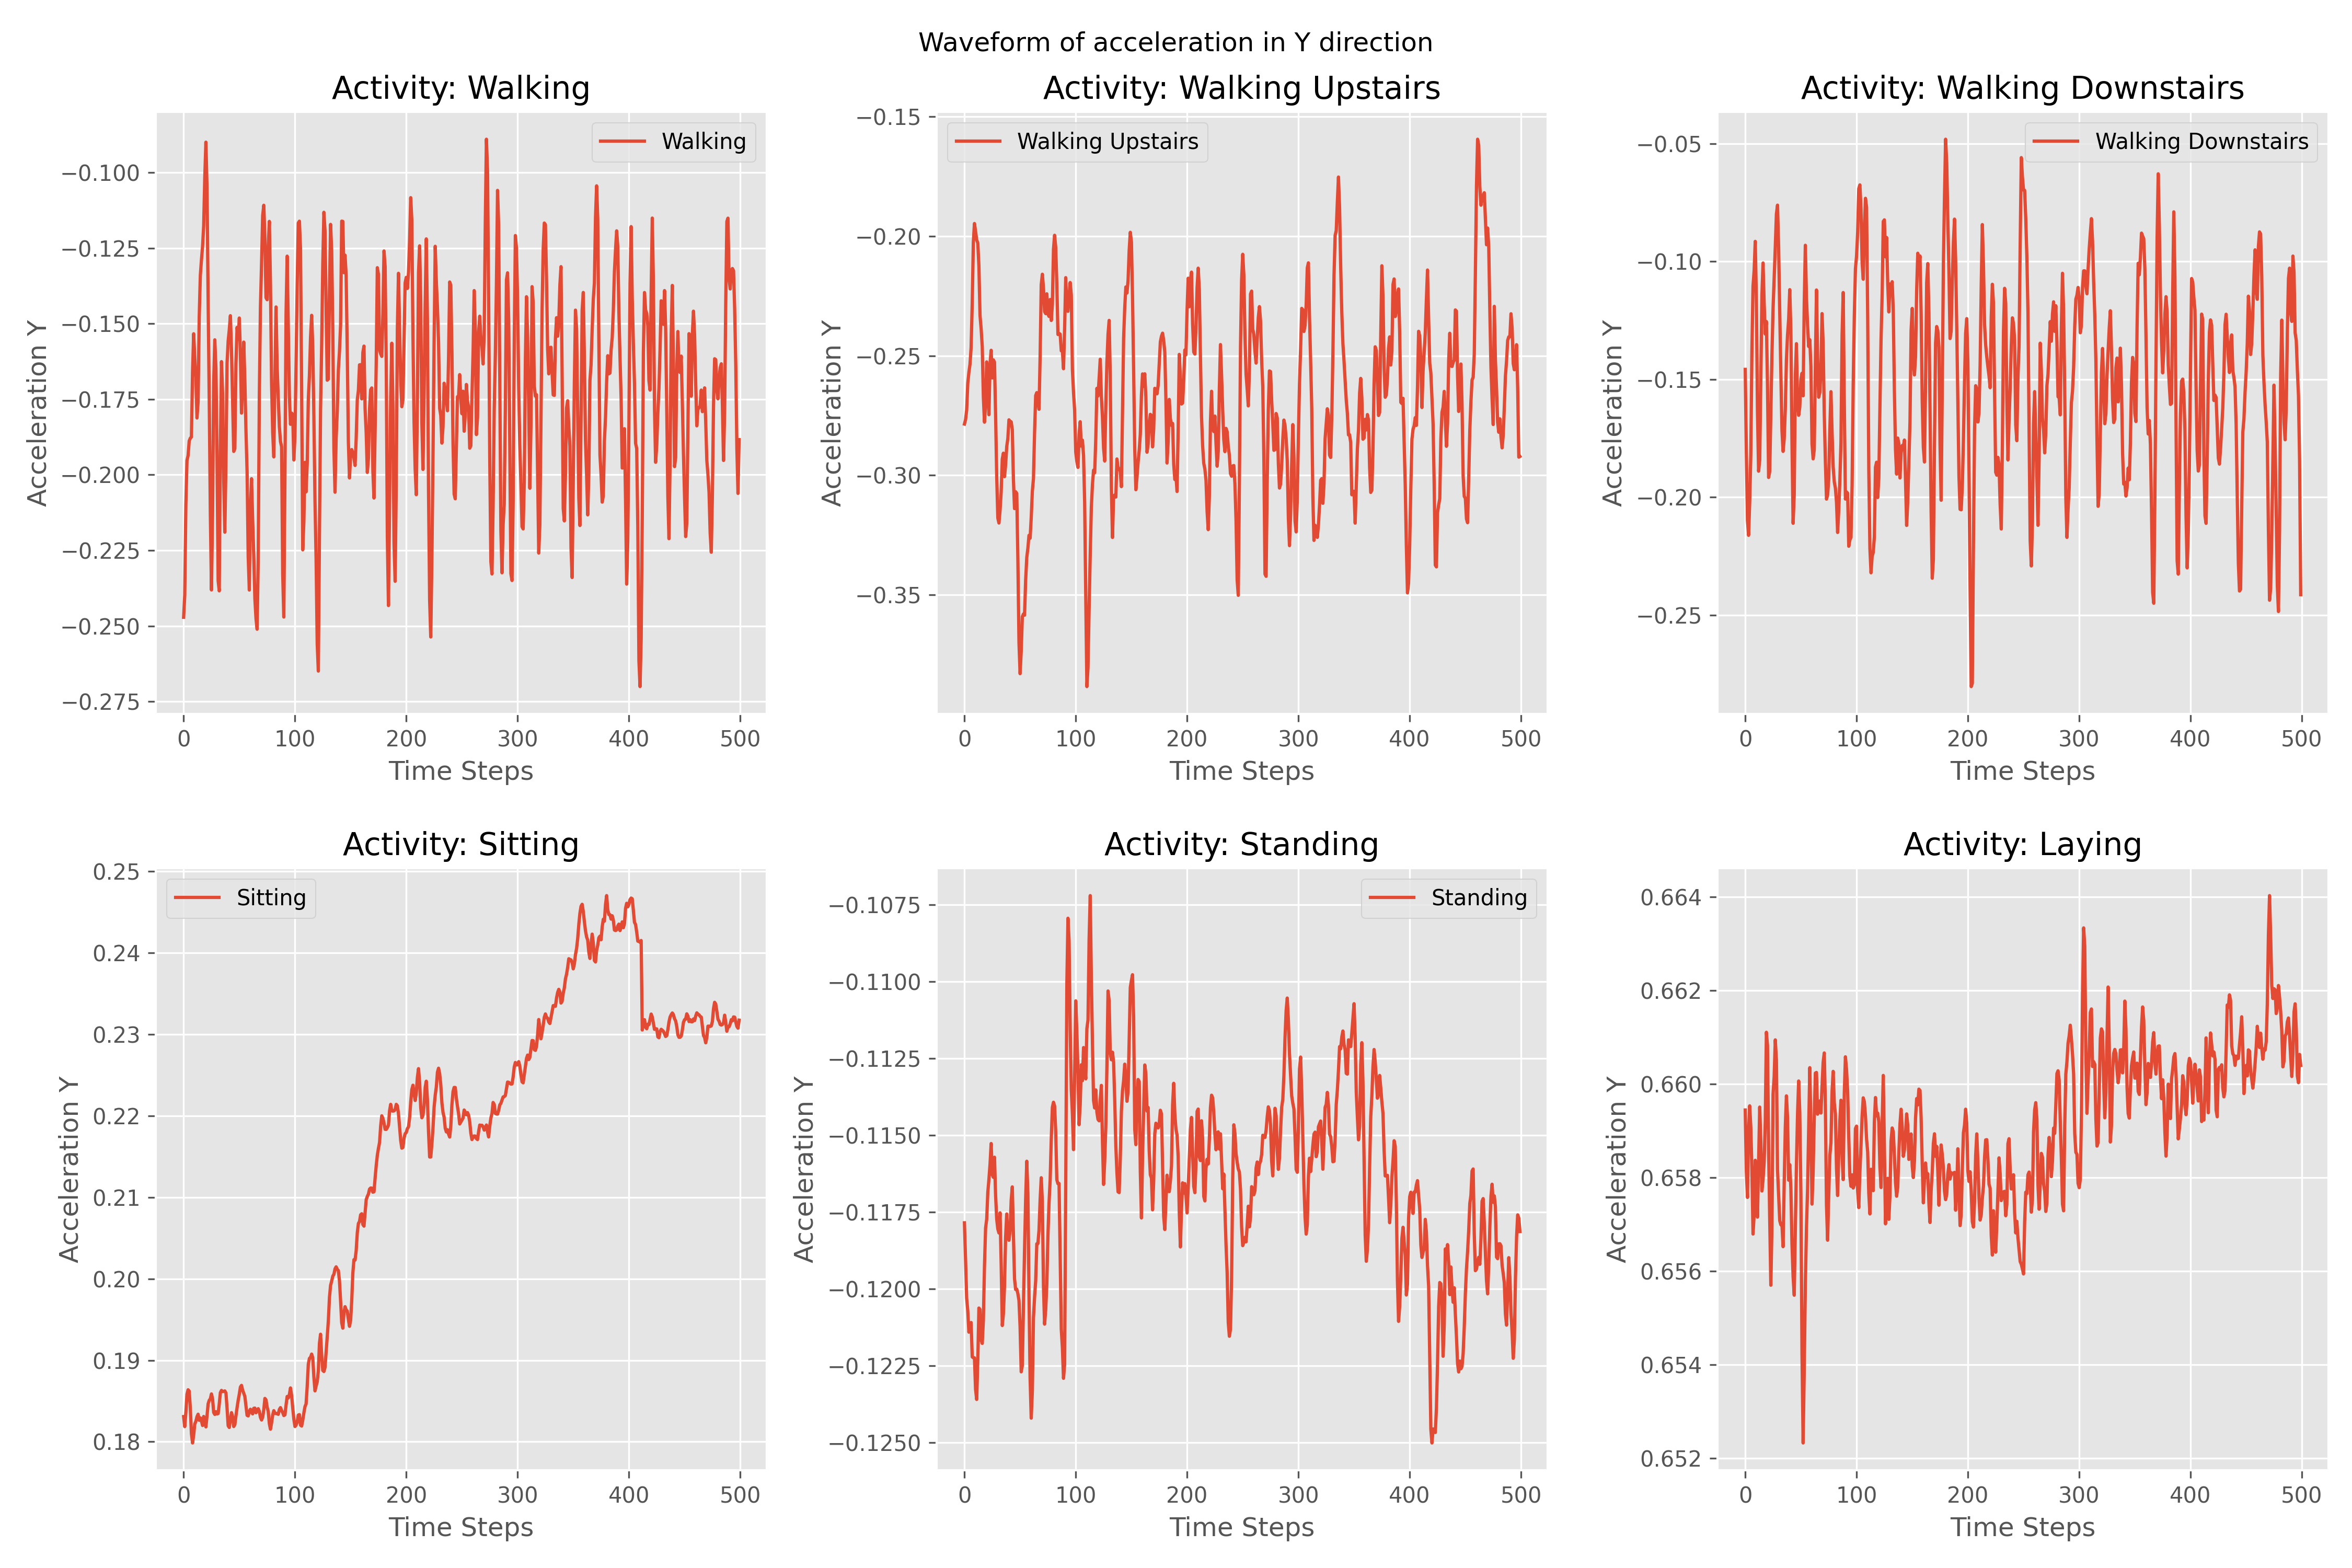 Waveform of acceleration in Y direction
Activity: Walking
Acceleration Y
−0.100
−0.125
−0.150
−0.175
−0.200
−0.225
−0.250
−0.275
Walking
0 100 200 300 400 500
Time Steps
Activity: Walking Upstairs
Acceleration Y
−0.15
−0.20
−0.25
−0.30
−0.35
Walking Upstairs
0 100 200 300 400 500
Time Steps
Activity: Walking Downstairs
Acceleration Y
−0.05
−0.10
−0.15
−0.20
−0.25
Walking Downstairs
0 100 200 300 400 500
Time Steps
Activity: Sitting
Acceleration Y
0.25
0.24
0.23
0.22
0.21
0.20
0.19
0.18
Sitting
0 100 200 300 400 500
Time Steps
Activity: Standing
Acceleration Y
−0.1075
−0.1100
−0.1125
−0.1150
−0.1175
−0.1200
−0.1225
−0.1250
Standing
0 100 200 300 400 500
Time Steps
Activity: Laying
Acceleration Y
0.664
0.662
0.660
0.658
0.656
0.654
0.652
0 100 200 300 400 500
Time Steps